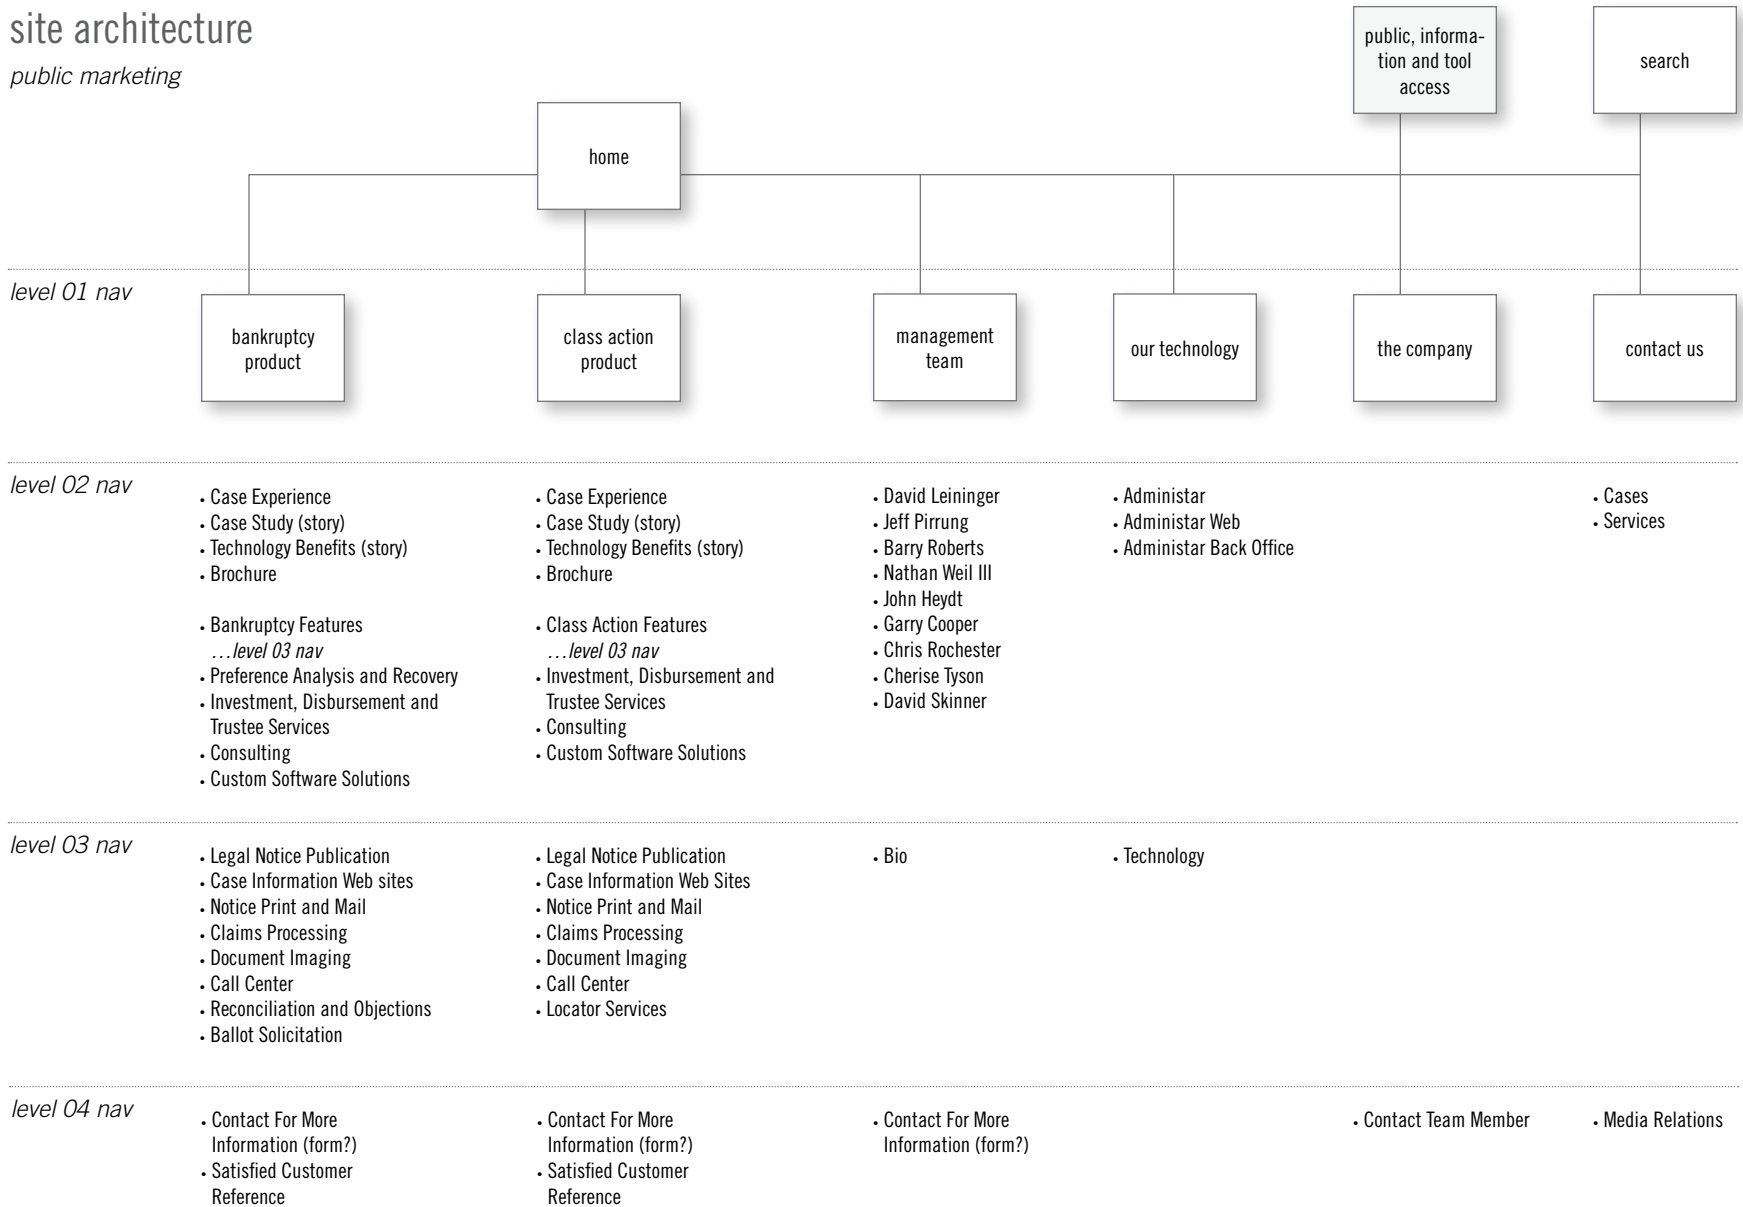 site architecture
public marketing
public, informa-
tion and tool
access
search
home
level 01 nav
bankruptcy
product
class action
product
management
team
our technology
the company
contact us
level 02 nav
• Case Experience
• Case Study (story)
• Technology Benefits (story)
• Brochure
• Bankruptcy Features
...level 03 nav
• Preference Analysis and Recovery
• Investment, Disbursement and
Trustee Services
• Consulting
• Custom Software Solutions
• Case Experience
• Case Study (story)
• Technology Benefits (story)
• Brochure
• Class Action Features
...level 03 nav
• Investment, Disbursement and
Trustee Services
• Consulting
• Custom Software Solutions
• David Leininger
• Jeff Pirrung
• Barry Roberts
• Nathan Weil III
• John Heydt
• Garry Cooper
• Chris Rochester
• Cherise Tyson
• David Skinner
• Administar
• Administar Web
• Administar Back Office
• Cases
• Services
level 03 nav
• Legal Notice Publication
• Case Information Web sites
• Notice Print and Mail
• Claims Processing
• Document Imaging
• Call Center
• Reconciliation and Objections
• Ballot Solicitation
• Legal Notice Publication
• Case Information Web Sites
• Notice Print and Mail
• Claims Processing
• Document Imaging
• Call Center
• Locator Services
• Bio
• Technology
level 04 nav
• Contact For More
Information (form?)
• Satisfied Customer
Reference
• Contact For More
Information (form?)
• Satisfied Customer
Reference
• Contact For More
Information (form?)
• Contact Team Member
• Media Relations